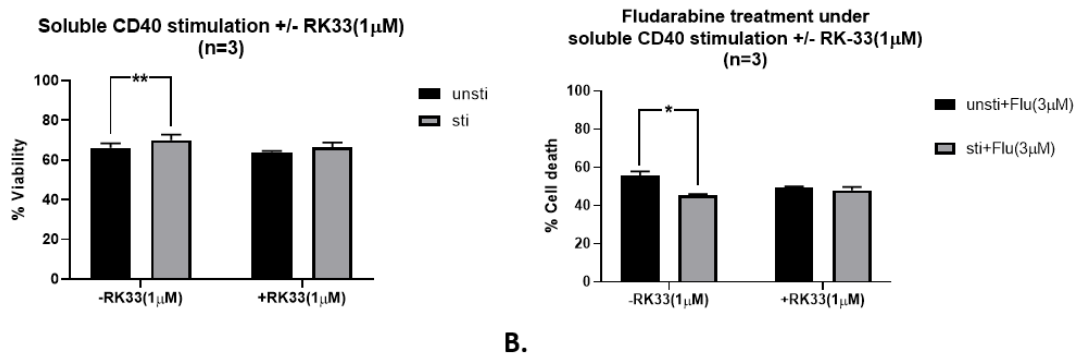 Soluble CD40 stimulation +/- RK33(1μM)
(n=3)
**
100
80
60
40
20
0
% Viability
-RK33(1μM)
+RK33(1μM)
unsti
sti
Fludarabine treatment under
soluble CD40 stimulation +/- RK-33(1μM)
(n=3)
*
100
80
60
40
20
0
% Cell death
-RK33(1μM)
+RK33(1μM)
unsti+Flu(3μM)
sti+Flu(3μM)
B.